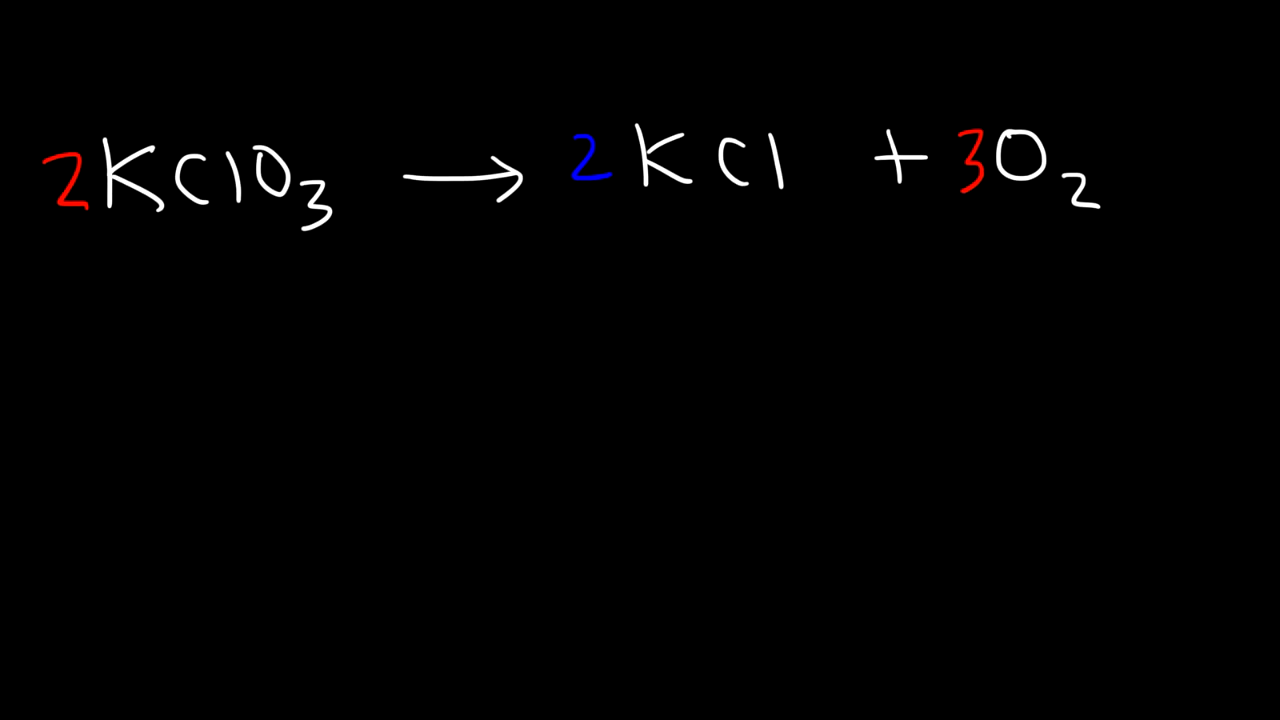 2KClO₃ → 2KCl + 3O₂